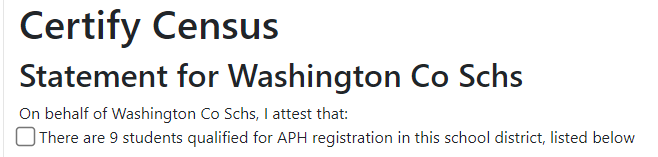 Certify Census
Statement for Washington Co Schs
On behalf of Washington Co Schs, I attest that:
There are 9 students qualified for APH registration in this school district, listed below